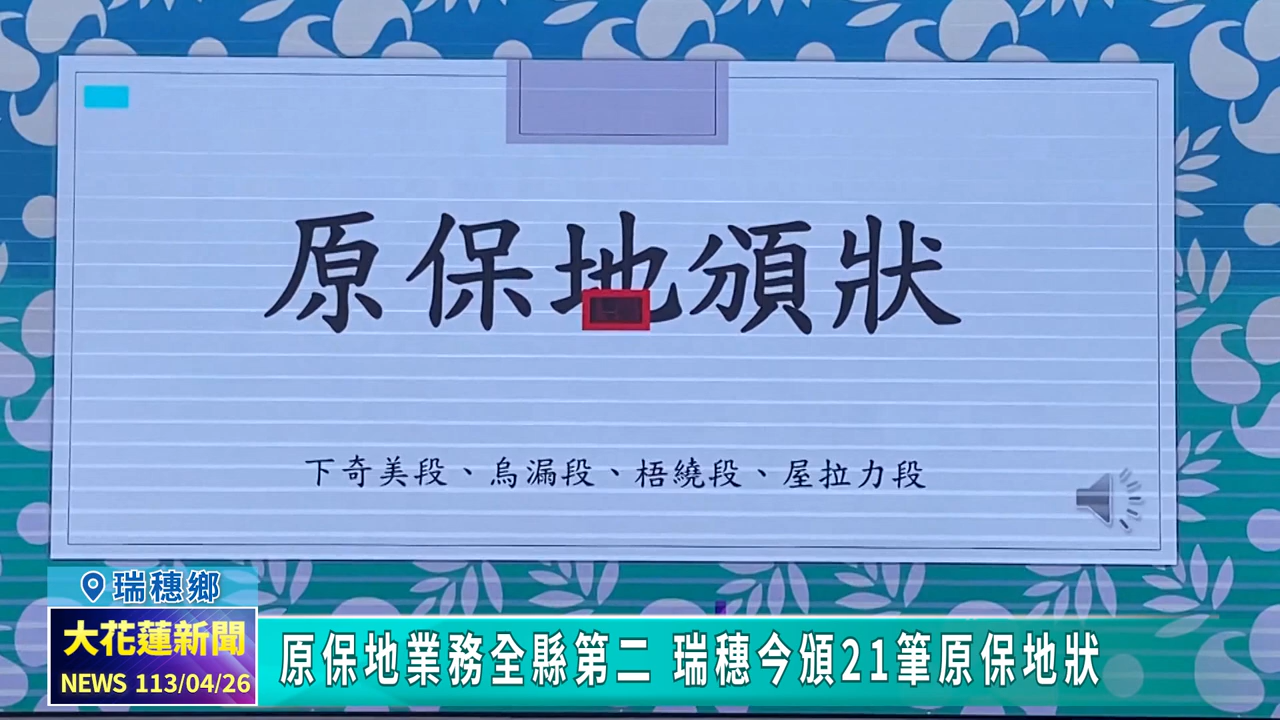 原保地頒狀
下奇美段、烏漏段、梧繞段、屋拉力段
瑞穗鄉
大花蓮新聞
NEWS 113/04/26
原保地業務全縣第二 瑞穗今頒21筆原保地狀